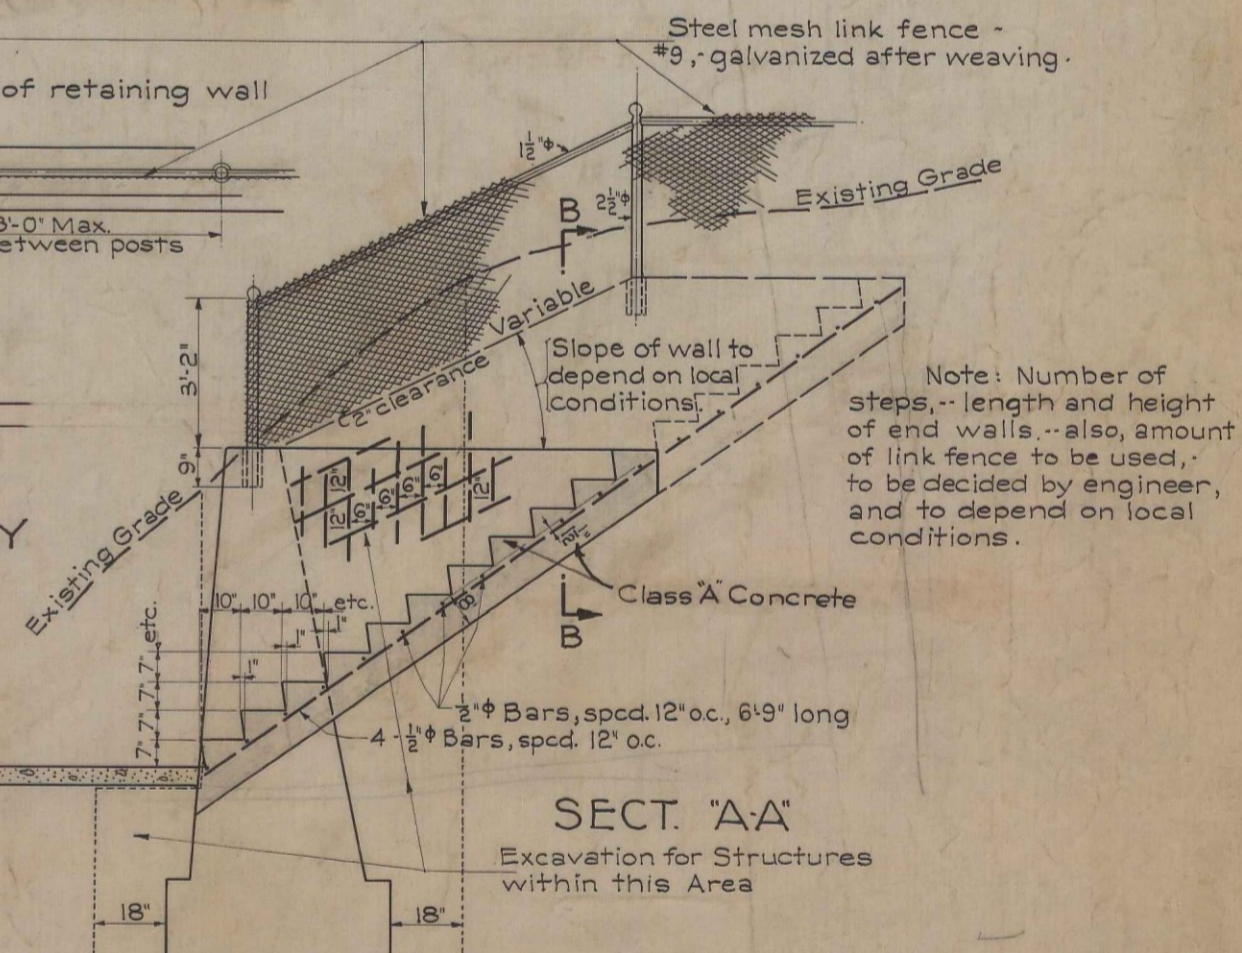 Steel mesh link fence -
#9,- galvanized after weaving.
of retaining wall
1½"ϕ
Existing Grade
B
2½"ϕ
3'-0" Max.
etween posts
Variable
3'-2"
Slope of wall to
depend on local
conditions.
2" clearance
Note: Number of
steps,-- length and height
of end walls.--also, amount
of link fence to be used,-
to be decided by engineer,
and to depend on local
conditions.
9"
12" 6" 6" 6" 6" 12"
12"
Y
Existing Grade
Class "A" Concrete
10" 10" 10" etc.
8"
B
etc.
1"
1"
7" 7" 7" 7"
½"ϕ Bars, spcd. 12" o.c., 6'-9" long
4-½"ϕ Bars, spcd. 12" o.c.
SECT. "A-A"
Excavation for Structures
within this Area
18"
18"